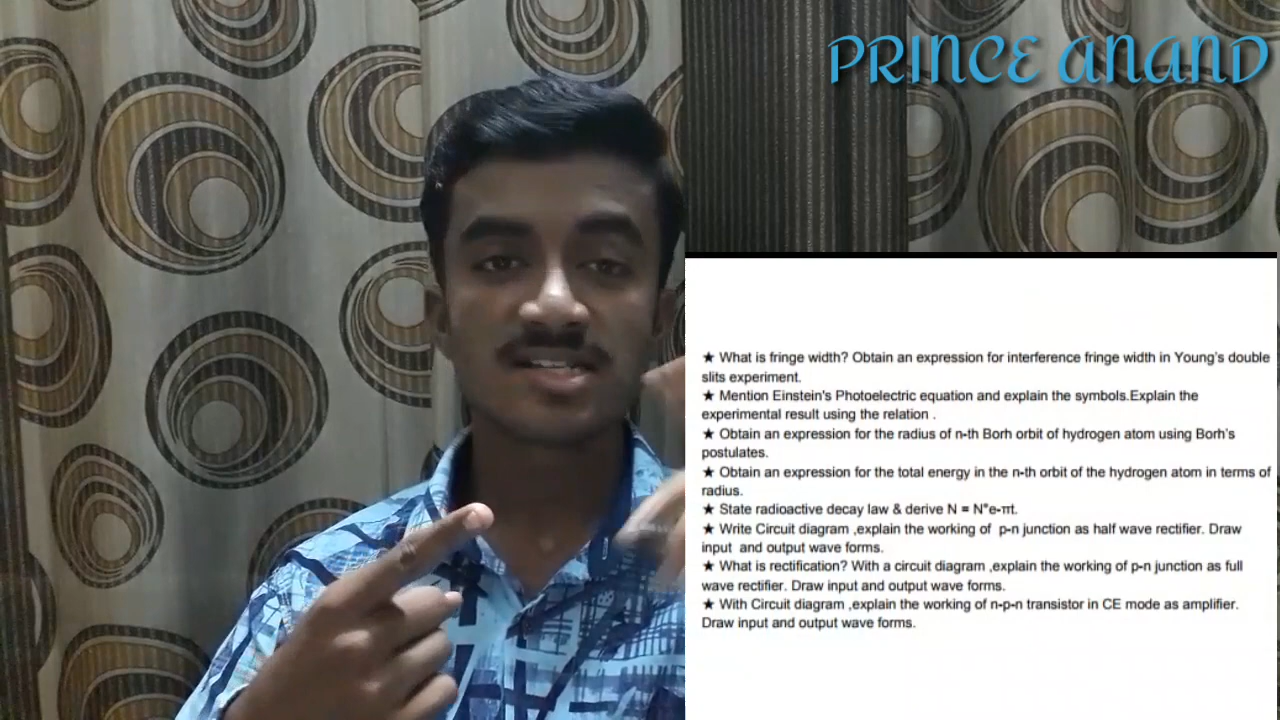 PRINCE ANAND
★ What is fringe width? Obtain an expression for interference fringe width in Young's double
slits experiment.
★ Mention Einstein's Photoelectric equation and explain the symbols.Explain the
experimental result using the relation .
★ Obtain an expression for the radius of n-th Borh orbit of hydrogen atom using Borh's
postulates.
★ Obtain an expression for the total energy in the n-th orbit of the hydrogen atom in terms of
radius.
★ State radioactive decay law & derive N = N°e-πt.
★ Write Circuit diagram ,explain the working of p-n junction as half wave rectifier. Draw
input and output wave forms.
★ What is rectification? With a circuit diagram ,explain the working of p-n junction as full
wave rectifier. Draw input and output wave forms.
★ With Circuit diagram ,explain the working of n-p-n transistor in CE mode as amplifier.
Draw input and output wave forms.